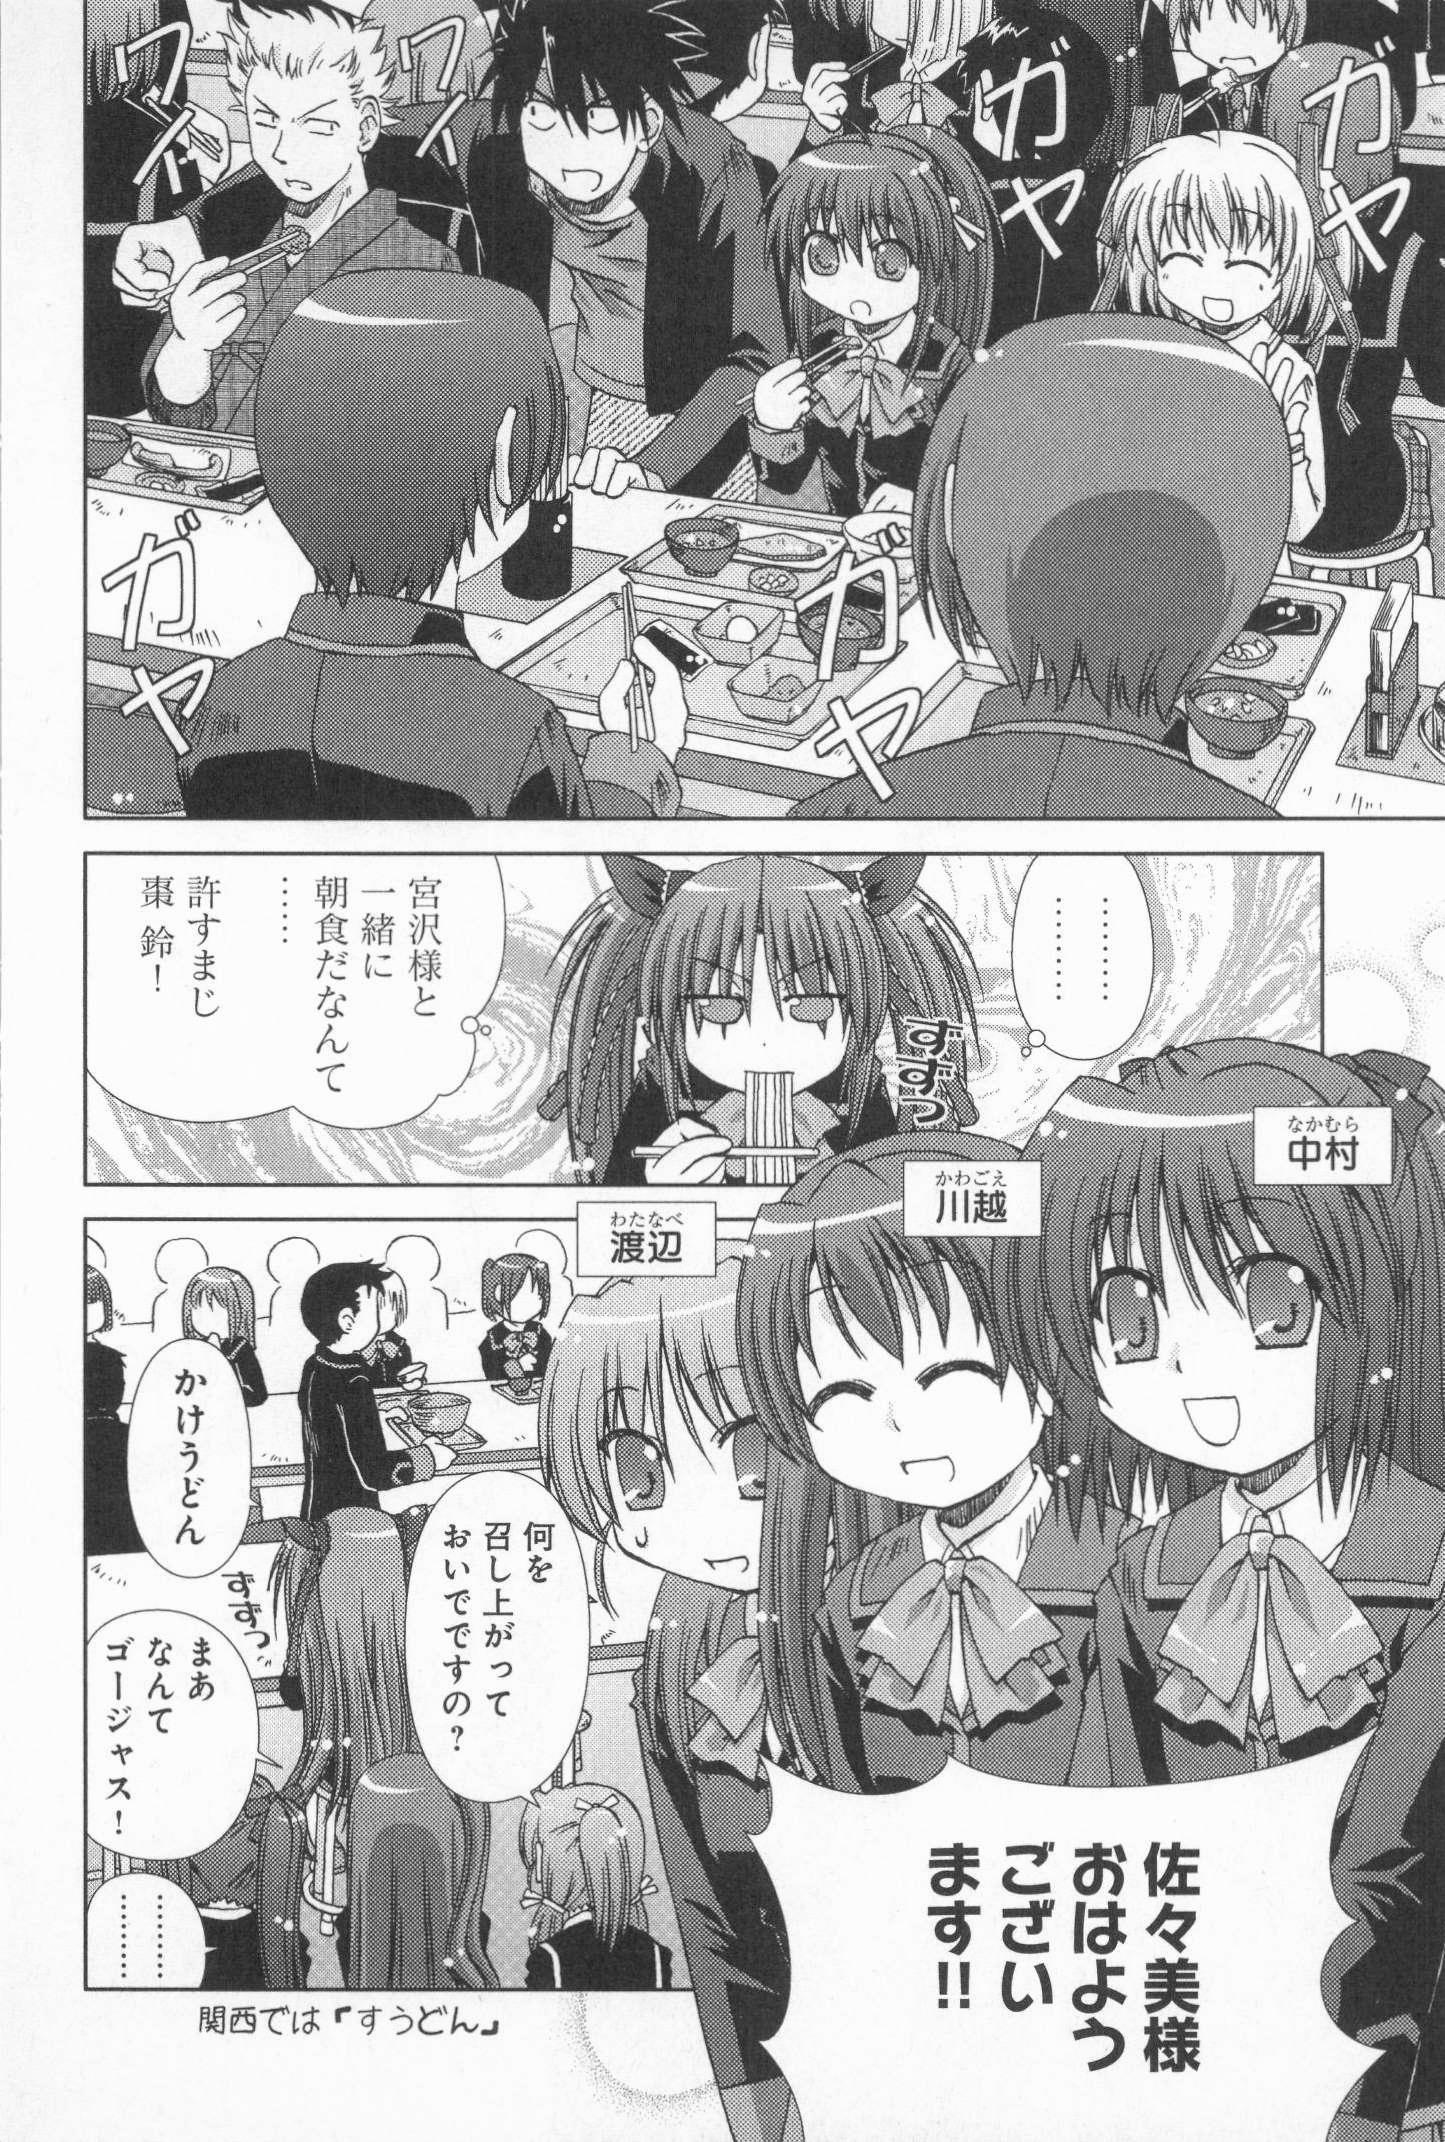 ガヤ
ガヤ
ワイ
ワイ
ガヤ
ガヤ
………
………
ずずっ
宮沢様と
一緒に
朝食だなんて
……
許すまじ
棗 鈴！
なかむら
中村
かわごえ
川越
わたなべ
渡辺
佐々美様
おはよう
ござい
ます!!
何を
召し上がって
おいでですの？
かけうどん
ずずっ
まあ
なんて
ゴージャス！
………
………
関西では『すうどん』